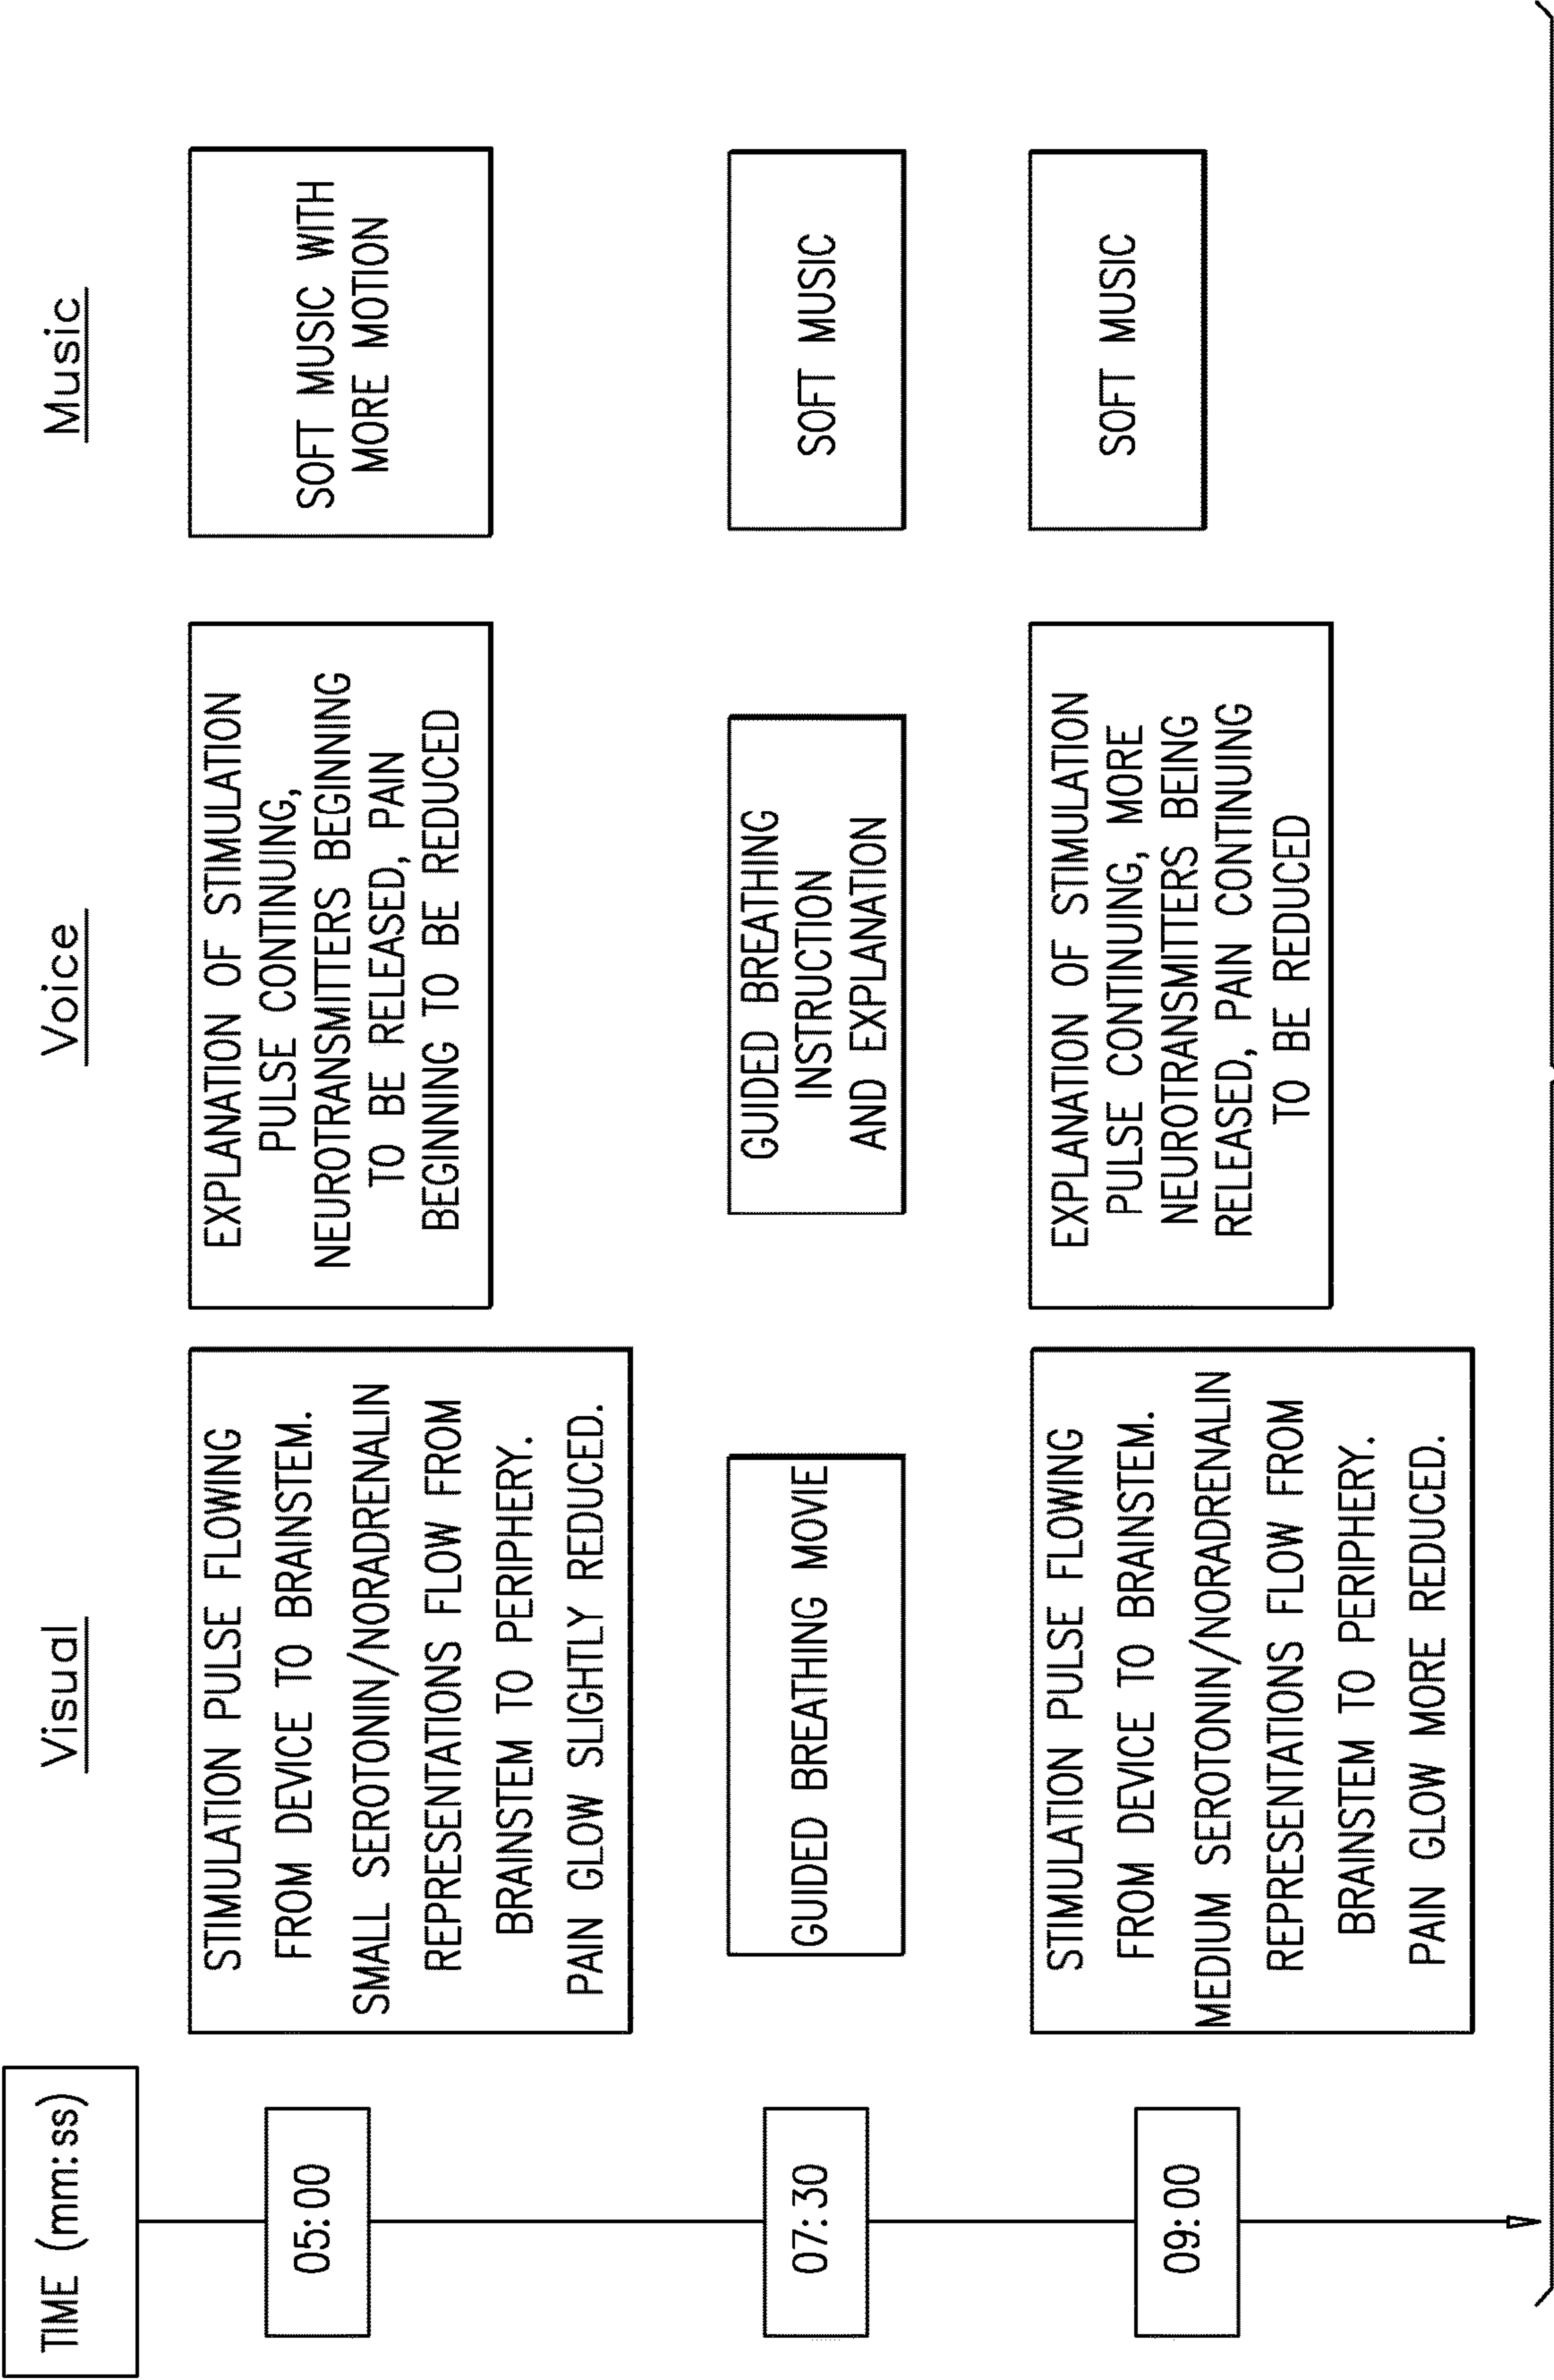 TIME (mm:ss)
Visual
Voice
Music
05:00
STIMULATION PULSE FLOWING
FROM DEVICE TO BRAINSTEM.
SMALL SEROTONIN/NORADRENALIN
REPRESENTATIONS FLOW FROM
BRAINSTEM TO PERIPHERY.
PAIN GLOW SLIGHTLY REDUCED.
EXPLANATION OF STIMULATION
PULSE CONTINUING,
NEUROTRANSMITTERS BEGINNING
TO BE RELEASED, PAIN
BEGINNING TO BE REDUCED
SOFT MUSIC WITH
MORE MOTION
07:30
GUIDED BREATHING MOVIE
GUIDED BREATHING
INSTRUCTION
AND EXPLANATION
SOFT MUSIC
09:00
STIMULATION PULSE FLOWING
FROM DEVICE TO BRAINSTEM.
MEDIUM SEROTONIN/NORADRENALIN
REPRESENTATIONS FLOW FROM
BRAINSTEM TO PERIPHERY.
PAIN GLOW MORE REDUCED.
EXPLANATION OF STIMULATION
PULSE CONTINUING, MORE
NEUROTRANSMITTERS BEING
RELEASED, PAIN CONTINUING
TO BE REDUCED
SOFT MUSIC